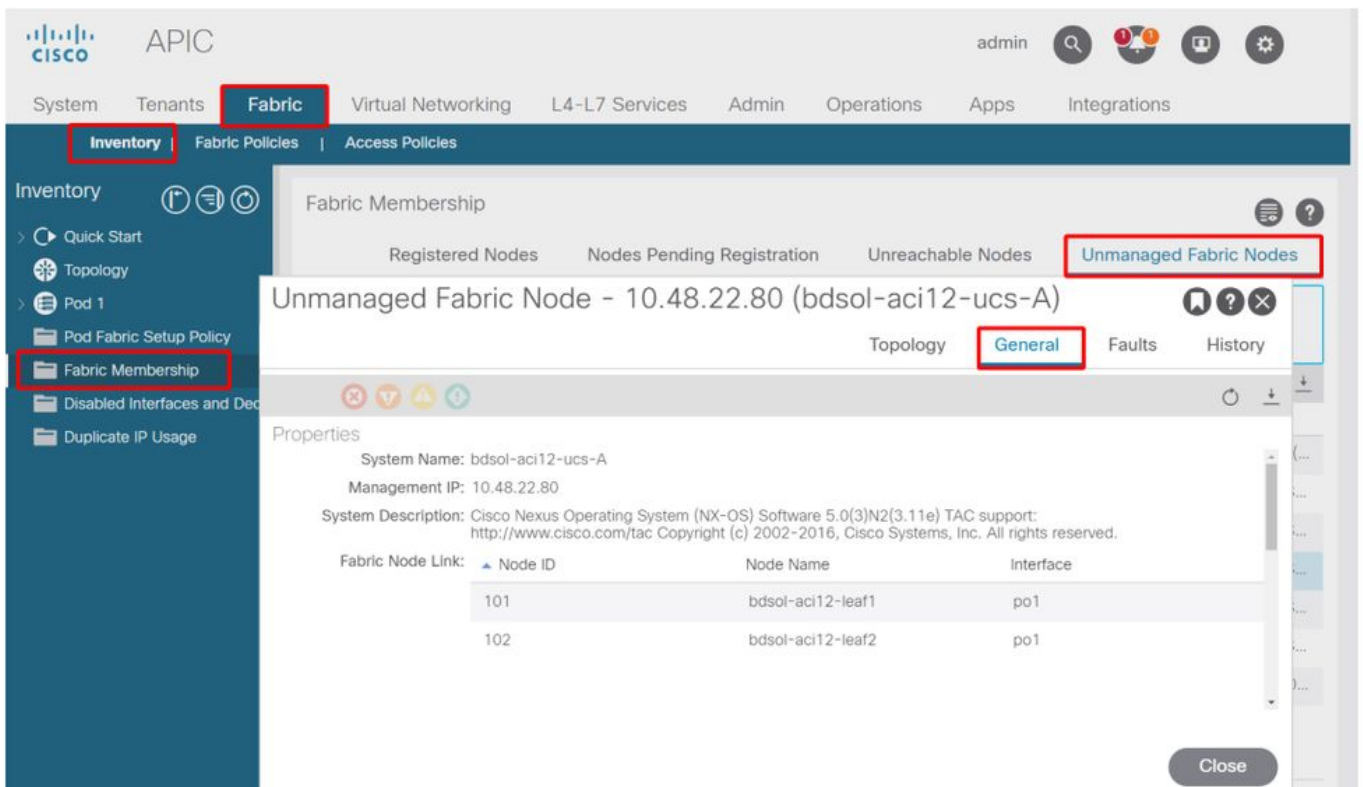 CISCO
APIC
admin
1 1
System Tenants Fabric Virtual Networking L4-L7 Services Admin Operations Apps Integrations
Inventory | Fabric Policies | Access Policies
Inventory
Quick Start
Topology
Pod 1
Pod Fabric Setup Policy
Fabric Membership
Disabled Interfaces and Dec
Duplicate IP Usage
Fabric Membership
Registered Nodes Nodes Pending Registration Unreachable Nodes Unmanaged Fabric Nodes
Unmanaged Fabric Node - 10.48.22.80 (bdsol-aci12-ucs-A)
Topology General Faults History
Properties
System Name: bdsol-aci12-ucs-A
Management IP: 10.48.22.80
System Description: Cisco Nexus Operating System (NX-OS) Software 5.0(3)N2(3.11e) TAC support:
http://www.cisco.com/tac Copyright (c) 2002-2016, Cisco Systems, Inc. All rights reserved.
Fabric Node Link: Node ID Node Name Interface
101 bdsol-aci12-leaf1 po1
102 bdsol-aci12-leaf2 po1
Close